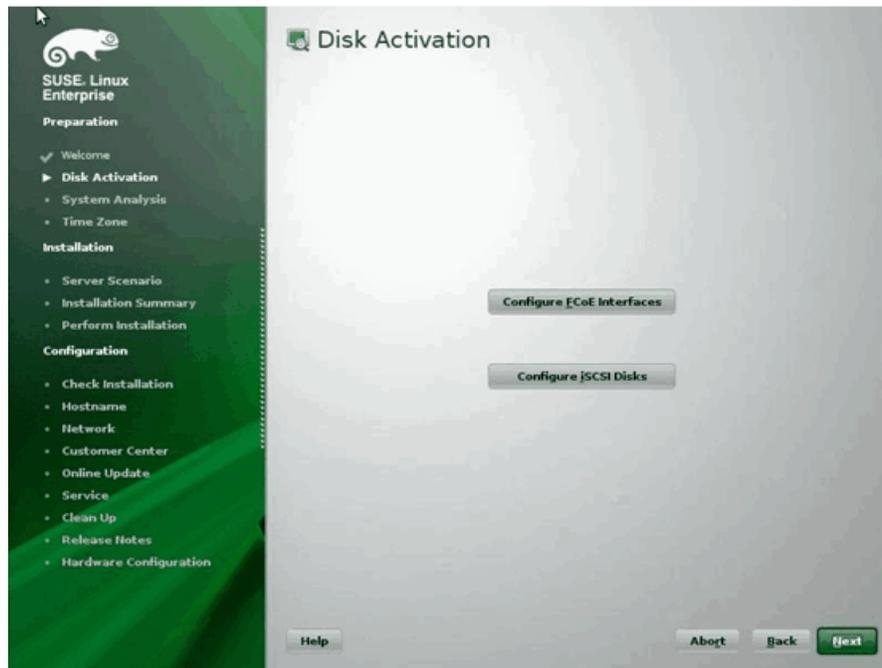 SUSE. Linux
Enterprise
Preparation
Welcome
Disk Activation
System Analysis
Time Zone
Installation
Server Scenario
Installation Summary
Perform Installation
Configuration
Check Installation
Hostname
Network
Customer Center
Online Update
Service
Clean Up
Release Notes
Hardware Configuration
Disk Activation
Configure FCoE Interfaces
Configure iSCSI Disks
Help
Abort
Back
Next